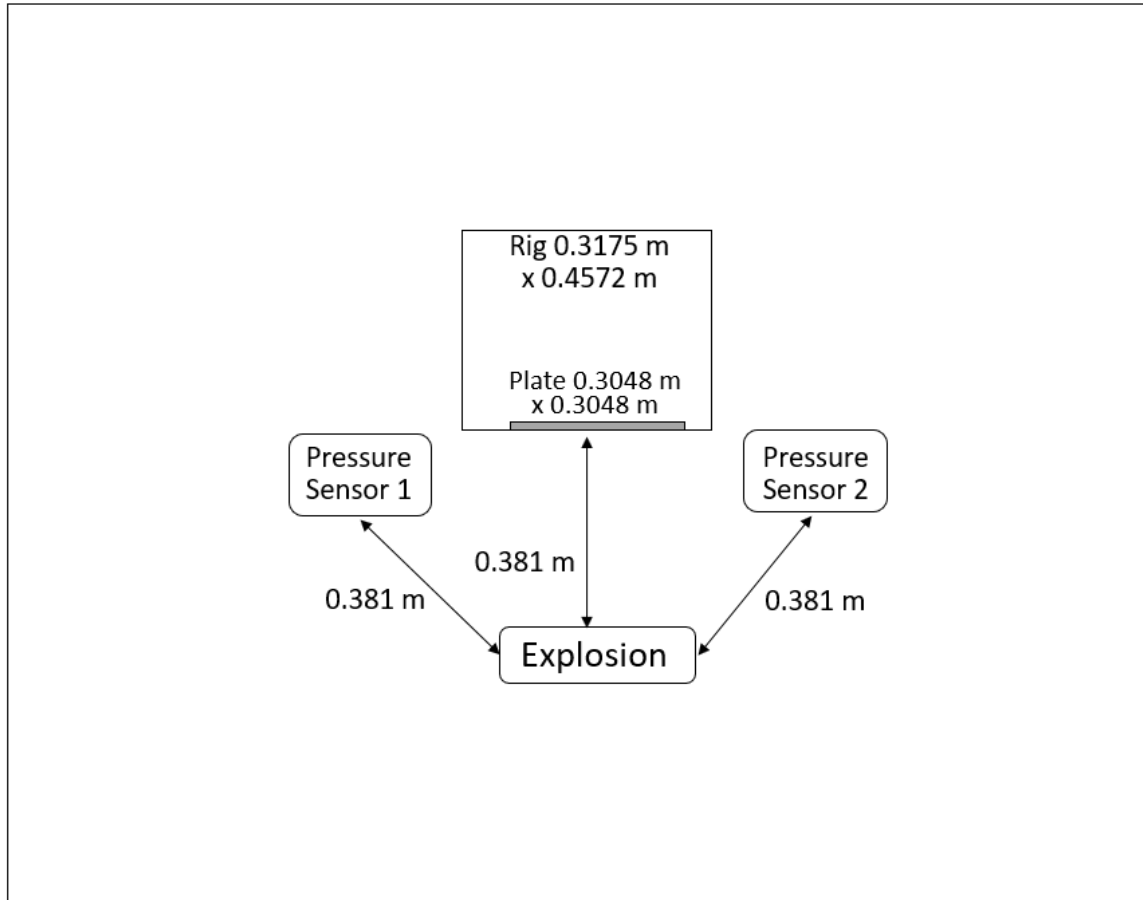 Rig 0.3175 m
x 0.4572 m
Plate 0.3048 m
x 0.3048 m
Pressure
Sensor 1
Pressure
Sensor 2
0.381 m
0.381 m
0.381 m
Explosion